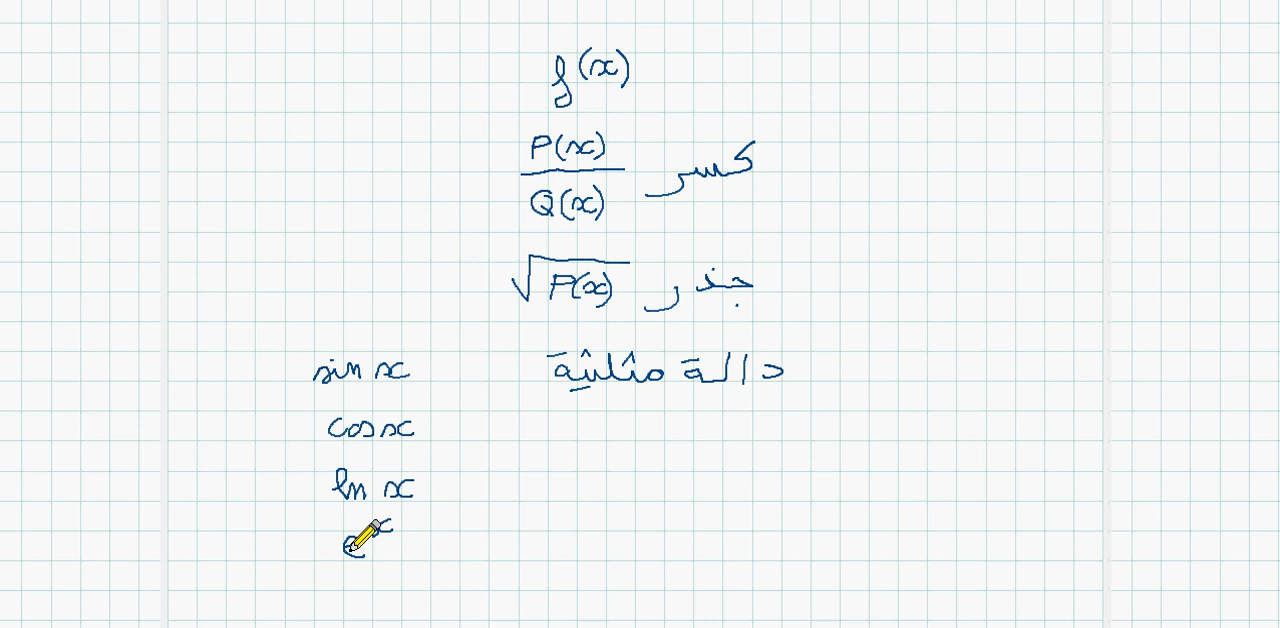 f(x)
P(x)/Q(x) كسر
√P(x) جذر
دالة مثلثية sin x
cos x
ln x
e^x